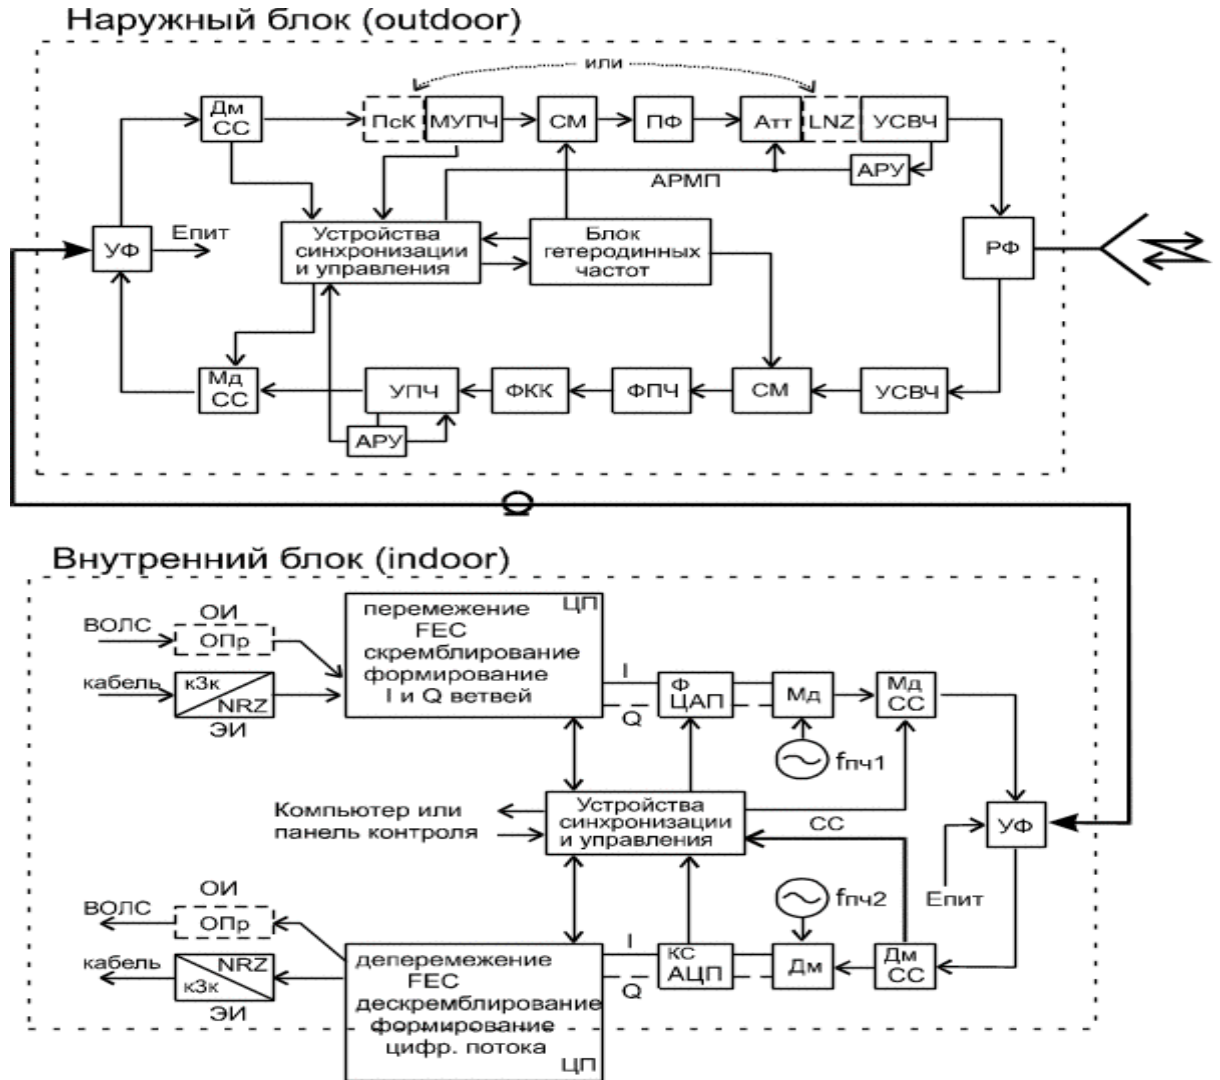 Наружный блок (outdoor)
или
Дм
СС
ПсК
МУПЧ
СМ
ПФ
Атт
LNZ
УСВЧ
АРУ
АРМП
Епит
УФ
Устройства
синхронизации
и управления
Блок
гетеродинных
частот
РФ
Мд
СС
УПЧ
ФКК
ФПЧ
СМ
УСВЧ
АРУ
Внутренний блок (indoor)
ВОЛС
ОИ
ОПр
кабель
кЗк
NRZ
ЭИ
ЦП
перемежение
FEC
скремблирование
формирование
I и Q ветвей
I
Q
Ф
ЦАП
Мд
Мд
СС
fпч1
Компьютер или
панель контроля
Устройства
синхронизации
и управления
СС
УФ
Епит
fпч2
ВОЛС
ОИ
ОПр
кабель
NRZ
кЗк
ЭИ
деперемежение
FEC
дескремблирование
формирование
цифр. потока
ЦП
I
Q
КС
АЦП
Дм
Дм
СС